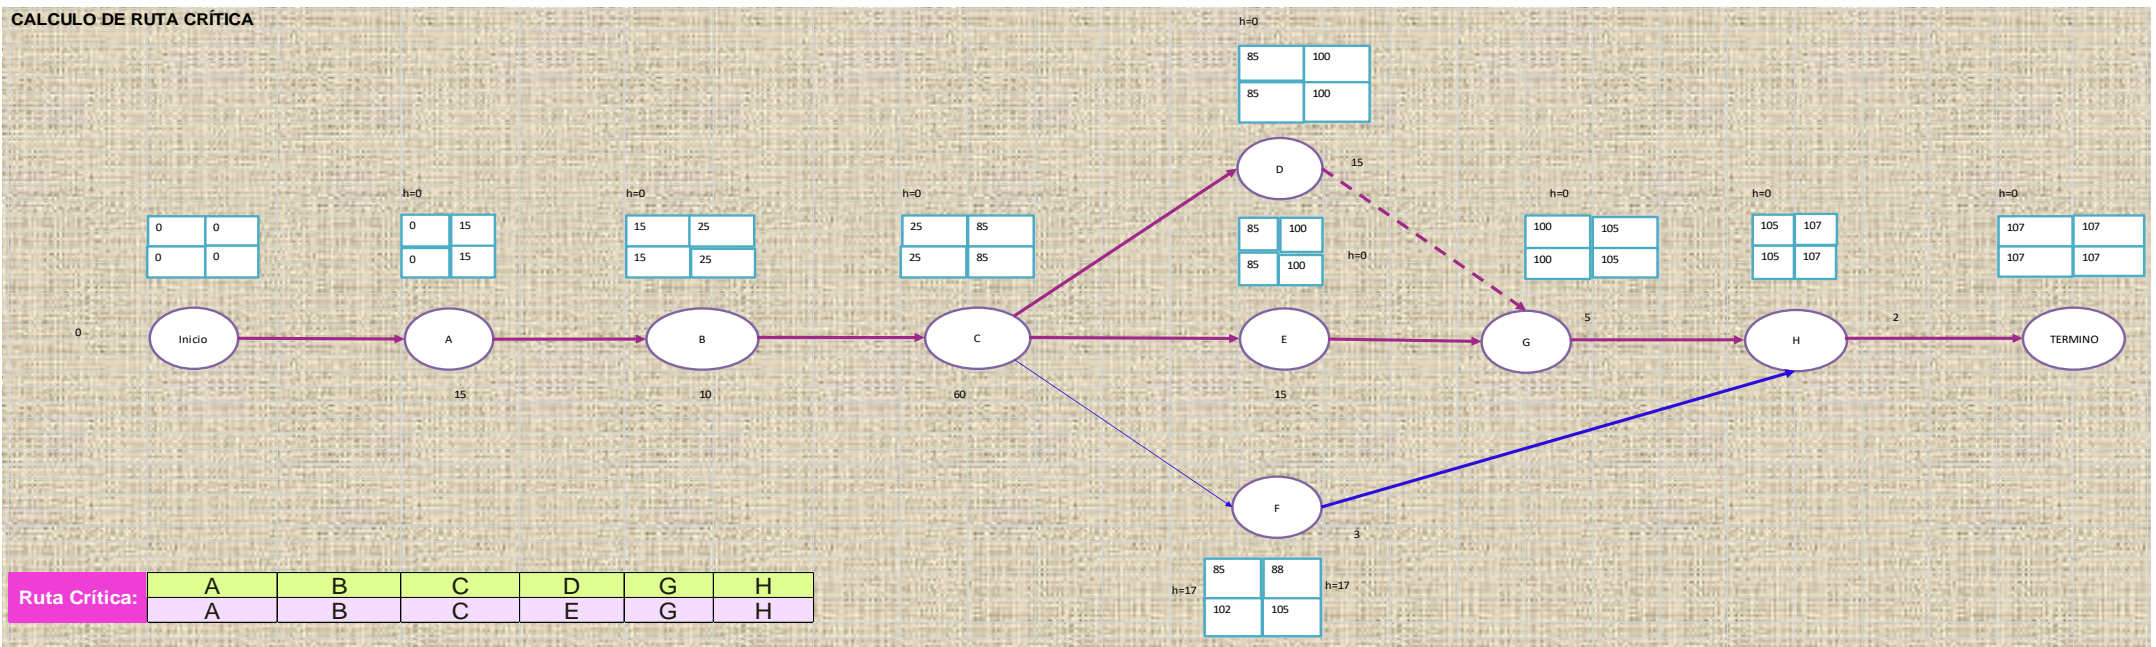 CALCULO DE RUTA CRÍTICA
h=0
85 100
85 100
D
15
h=0
h=0
h=0
h=0
h=0
h=0
0 0
0 0
0 15
0 15
15 25
15 25
25 85
25 85
85 100
85 100
h=0
100 105
100 105
105 107
105 107
107 107
107 107
0
Inicio
A
B
C
E
G
5
H
2
TERMINO
15
10
60
15
F
3
h=17
85 88
102 105
h=17
Ruta Crítica:
A B C D G H
A B C E G H